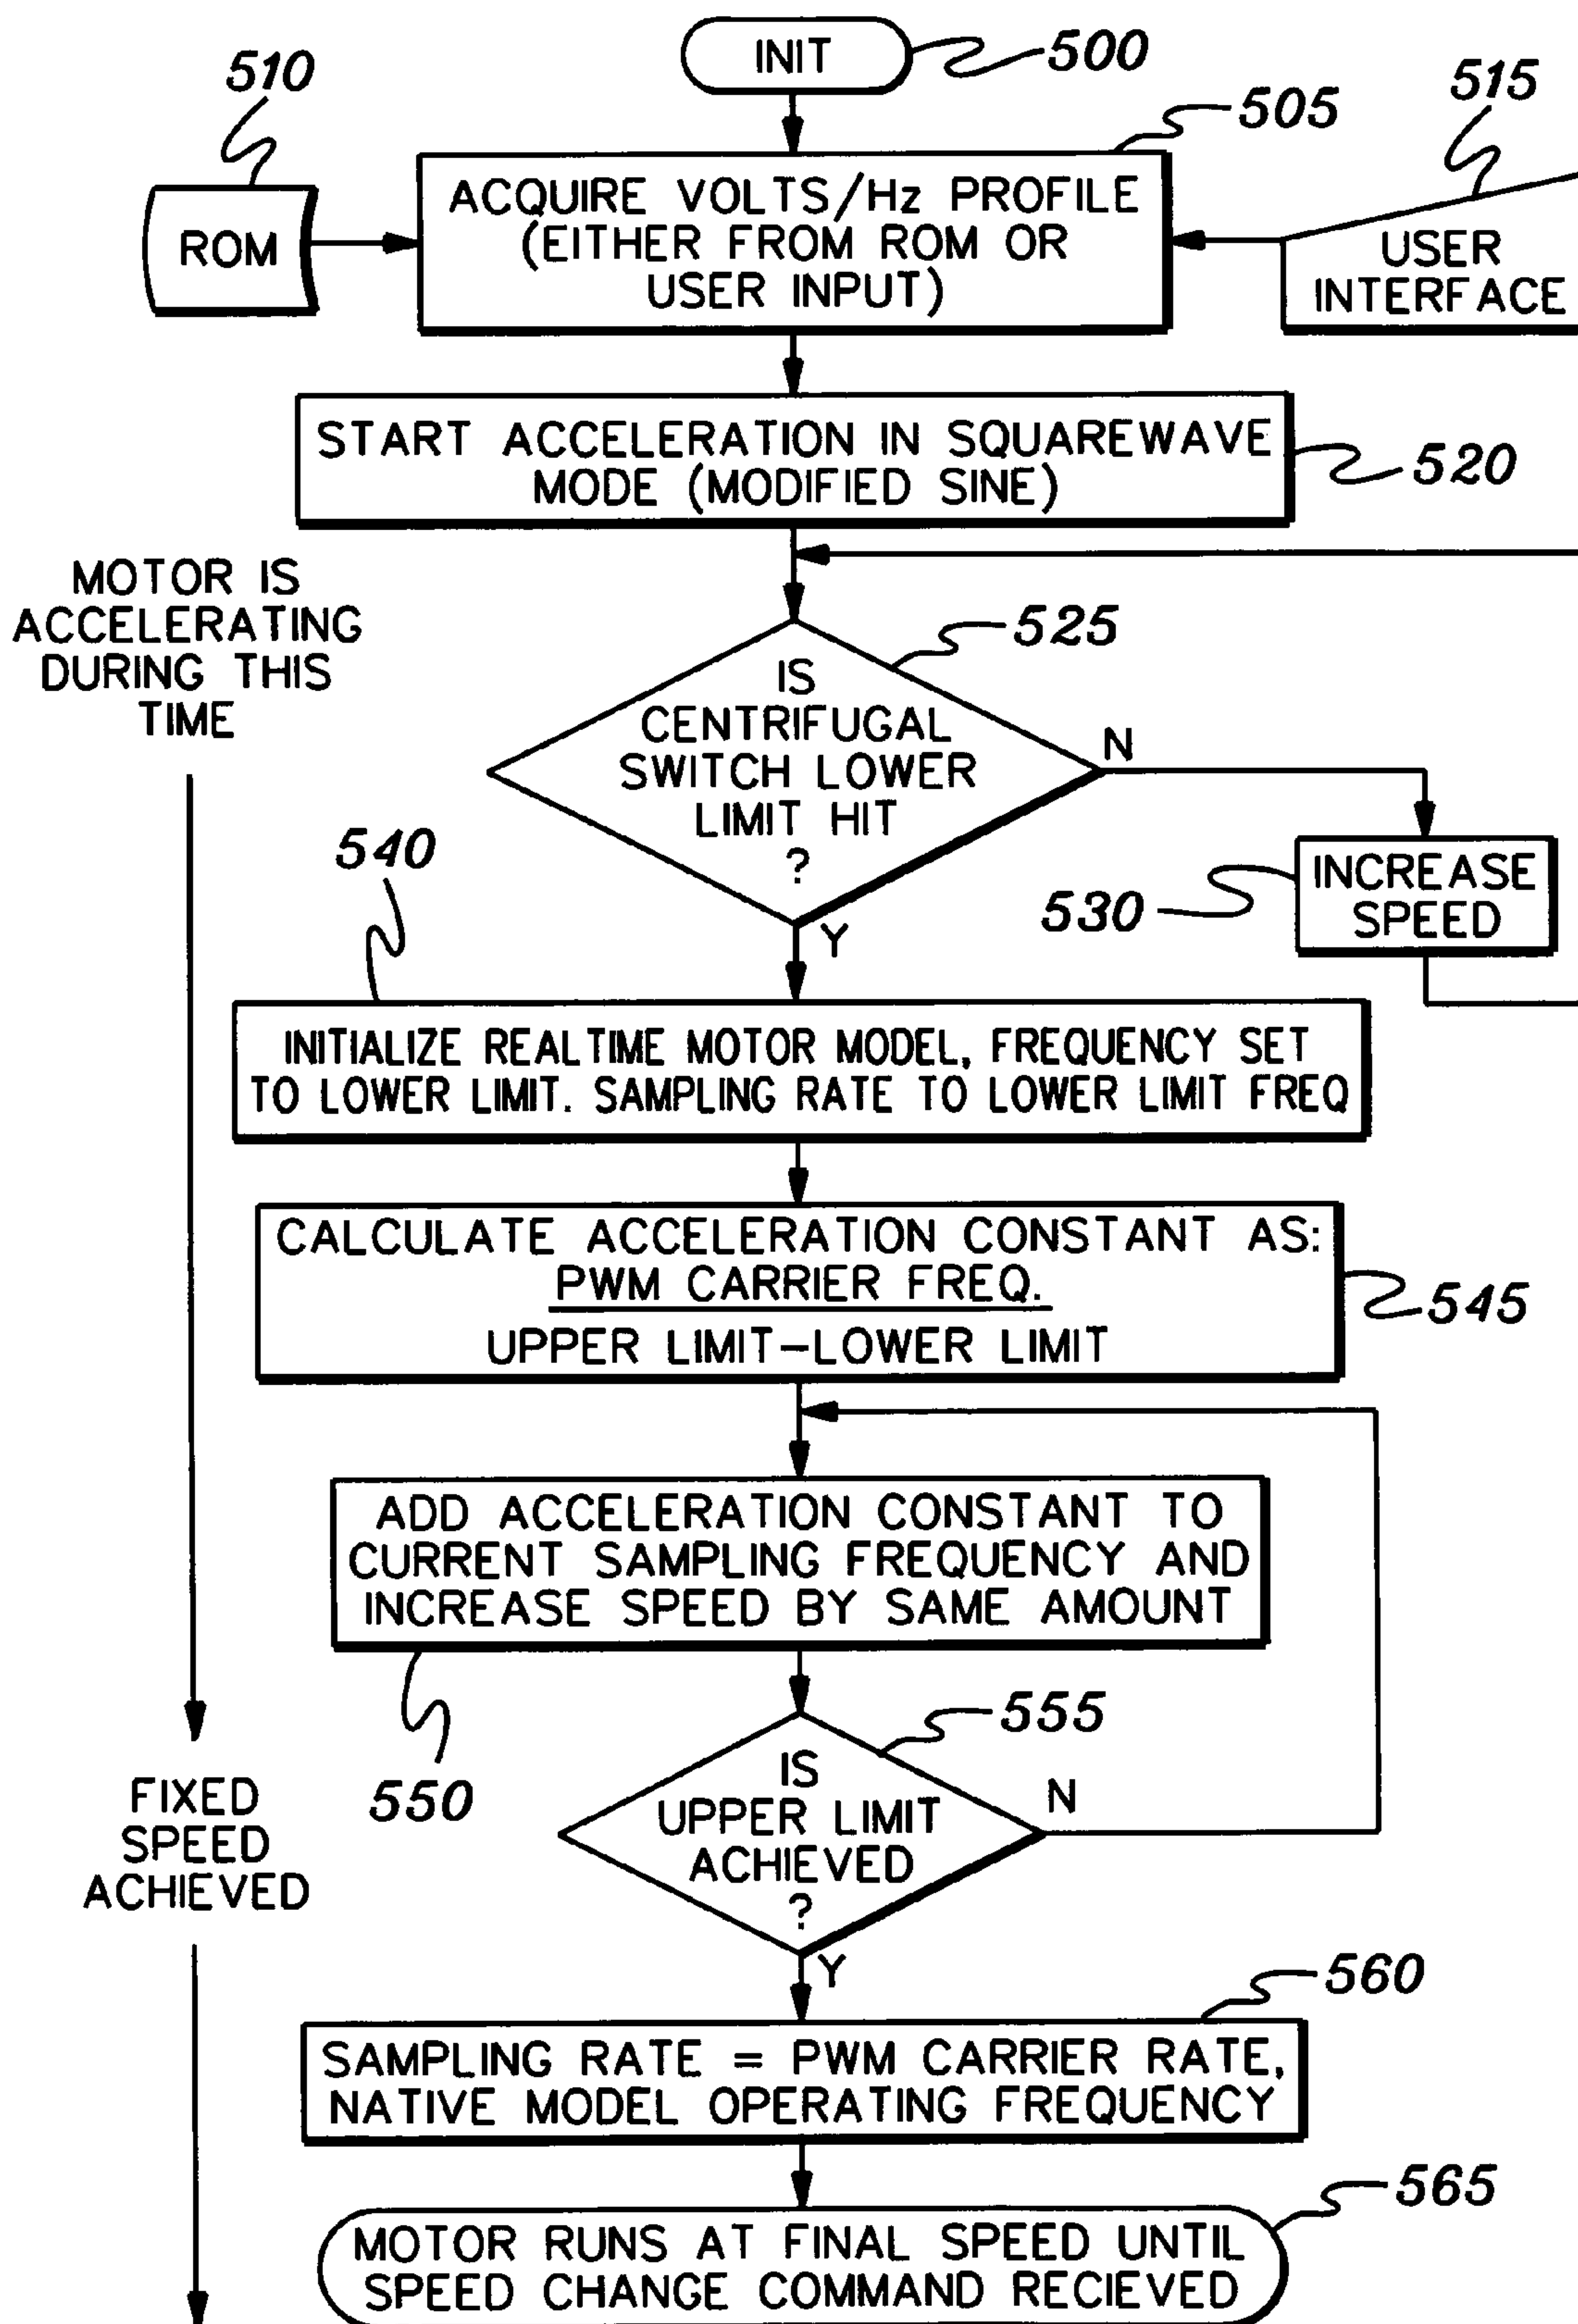 INIT
500
510
505
515
ROM
ACQUIRE VOLTS/Hz PROFILE
(EITHER FROM ROM OR
USER INPUT)
USER
INTERFACE
START ACCELERATION IN SQUAREWAVE
MODE (MODIFIED SINE)
520
MOTOR IS
ACCELERATING
DURING THIS
TIME
525
IS
CENTRIFUGAL
SWITCH LOWER
LIMIT HIT
?
N
Y
530
INCREASE
SPEED
540
INITIALIZE REALTIME MOTOR MODEL, FREQUENCY SET
TO LOWER LIMIT. SAMPLING RATE TO LOWER LIMIT FREQ
CALCULATE ACCELERATION CONSTANT AS:
PWM CARRIER FREQ.
UPPER LIMIT-LOWER LIMIT
545
ADD ACCELERATION CONSTANT TO
CURRENT SAMPLING FREQUENCY AND
INCREASE SPEED BY SAME AMOUNT
550
555
IS
UPPER LIMIT
ACHIEVED
?
N
Y
FIXED
SPEED
ACHIEVED
560
SAMPLING RATE = PWM CARRIER RATE,
NATIVE MODEL OPERATING FREQUENCY
565
MOTOR RUNS AT FINAL SPEED UNTIL
SPEED CHANGE COMMAND RECIEVED